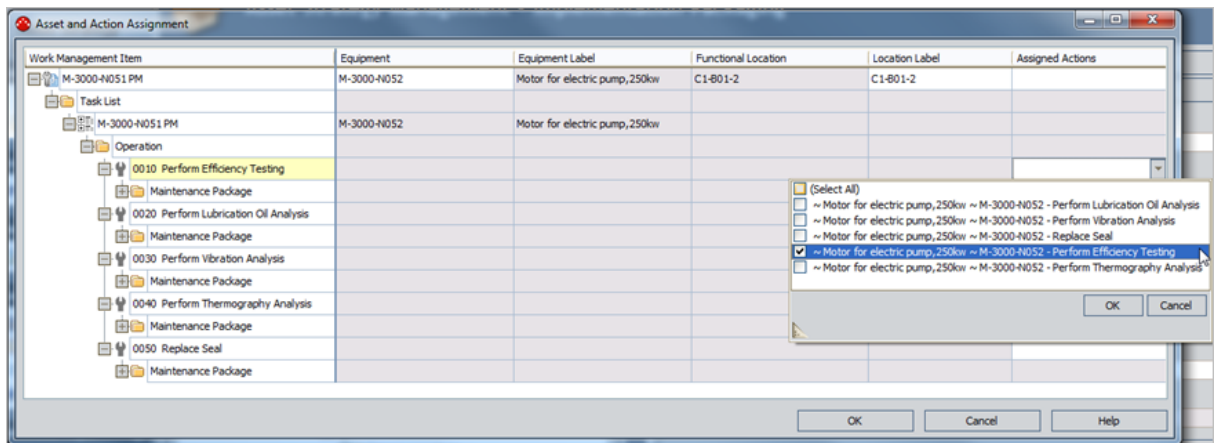 Asset and Action Assignment
Work Management Item Equipment Equipment Label Functional Location Location Label Assigned Actions
M-3000-N051 PM M-3000-N052 Motor for electric pump,250kw C1-B01-2 C1-B01-2
Task List
M-3000-N051 PM M-3000-N052 Motor for electric pump,250kw
Operation
0010 Perform Efficiency Testing
Maintenance Package
0020 Perform Lubrication Oil Analysis
Maintenance Package
0030 Perform Vibration Analysis
Maintenance Package
0040 Perform Thermography Analysis
Maintenance Package
0050 Replace Seal
Maintenance Package
(Select All)
~ Motor for electric pump,250kw ~ M-3000-N052 - Perform Lubrication Oil Analysis
~ Motor for electric pump,250kw ~ M-3000-N052 - Perform Vibration Analysis
~ Motor for electric pump,250kw ~ M-3000-N052 - Replace Seal
~ Motor for electric pump,250kw ~ M-3000-N052 - Perform Efficiency Testing
~ Motor for electric pump,250kw ~ M-3000-N052 - Perform Thermography Analysis
OK Cancel
OK Cancel Help